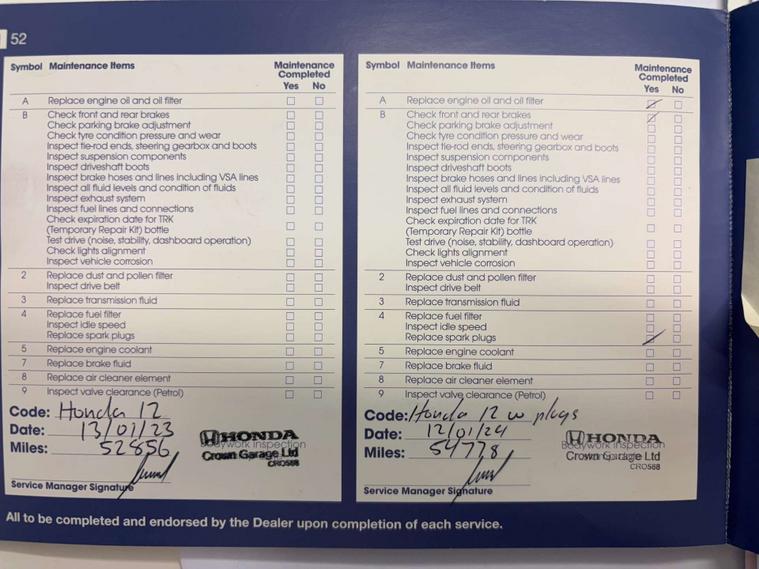 52
Symbol Maintenance Items Maintenance Completed
Yes No
A Replace engine oil and oil filter
B Check front and rear brakes
Check parking brake adjustment
Check tyre condition pressure and wear
Inspect tie-rod ends, steering gearbox and boots
Inspect suspension components
Inspect driveshaft boots
Inspect brake hoses and lines including VSA lines
Inspect all fluid levels and condition of fluids
Inspect exhaust system
Inspect fuel lines and connections
Check expiration date for TRK
(Temporary Repair Kit) bottle
Test drive (noise, stability, dashboard operation)
Check lights alignment
Inspect vehicle corrosion
2 Replace dust and pollen filter
Inspect drive belt
3 Replace transmission fluid
4 Replace fuel filter
Inspect idle speed
Replace spark plugs
5 Replace engine coolant
7 Replace brake fluid
8 Replace air cleaner element
9 Inspect valve clearance (Petrol)
Code: Honda 12
Date: 13/01/23
Miles: 52856
HONDA
Bodywork Inspection
Crown Garage Ltd
CRO568
Service Manager Signature
Symbol Maintenance Items Maintenance Completed
Yes No
A Replace engine oil and oil filter
B Check front and rear brakes
Check parking brake adjustment
Check tyre condition pressure and wear
Inspect tie-rod ends, steering gearbox and boots
Inspect suspension components
Inspect driveshaft boots
Inspect brake hoses and lines including VSA lines
Inspect all fluid levels and condition of fluids
Inspect exhaust system
Inspect fuel lines and connections
Check expiration date for TRK
(Temporary Repair Kit) bottle
Test drive (noise, stability, dashboard operation)
Check lights alignment
Inspect vehicle corrosion
2 Replace dust and pollen filter
Inspect drive belt
3 Replace transmission fluid
4 Replace fuel filter
Inspect idle speed
Replace spark plugs
5 Replace engine coolant
7 Replace brake fluid
8 Replace air cleaner element
9 Inspect valve clearance (Petrol)
Code: Honda 12 w plugs
Date: 12/01/24
Miles: 54778
HONDA
Bodywork Inspection
Crown Garage Ltd
CRO568
Service Manager Signature
All to be completed and endorsed by the Dealer upon completion of each service.